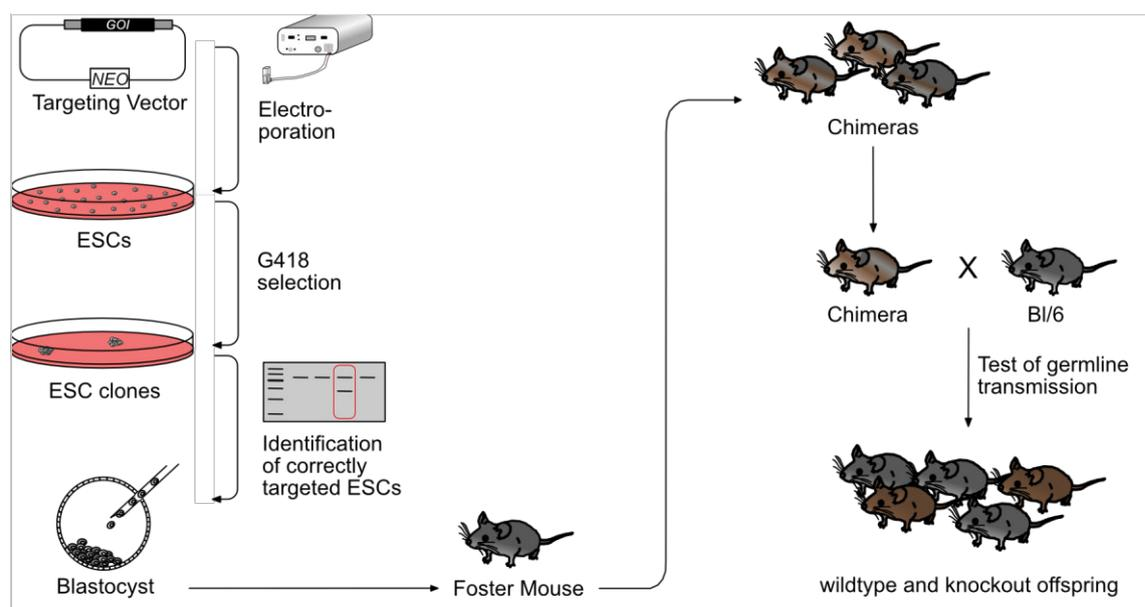 GOI
NEO
Targeting Vector
Electro-
poration
ESCs
G418
selection
ESC clones
Identification
of correctly
targeted ESCs
Blastocyst
Foster Mouse
Chimeras
Chimera
X
Bl/6
Test of germline
transmission
wildtype and knockout offspring